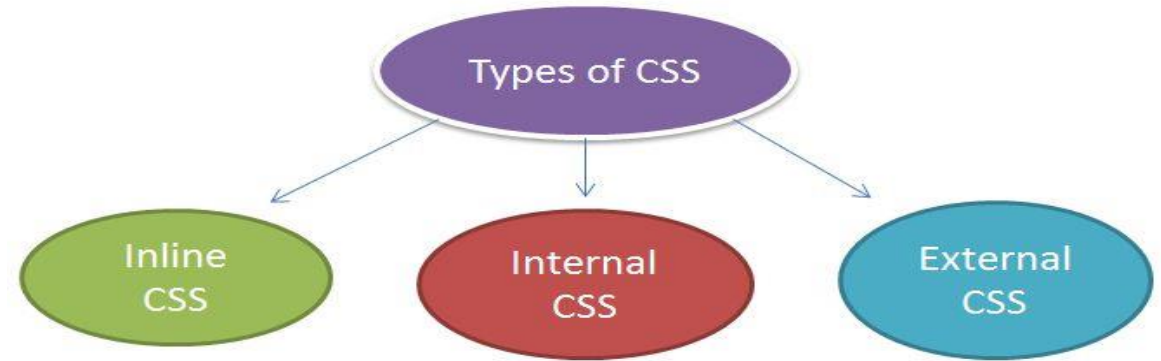 Types of CSS
Inline
CSS
Internal
CSS
External
CSS